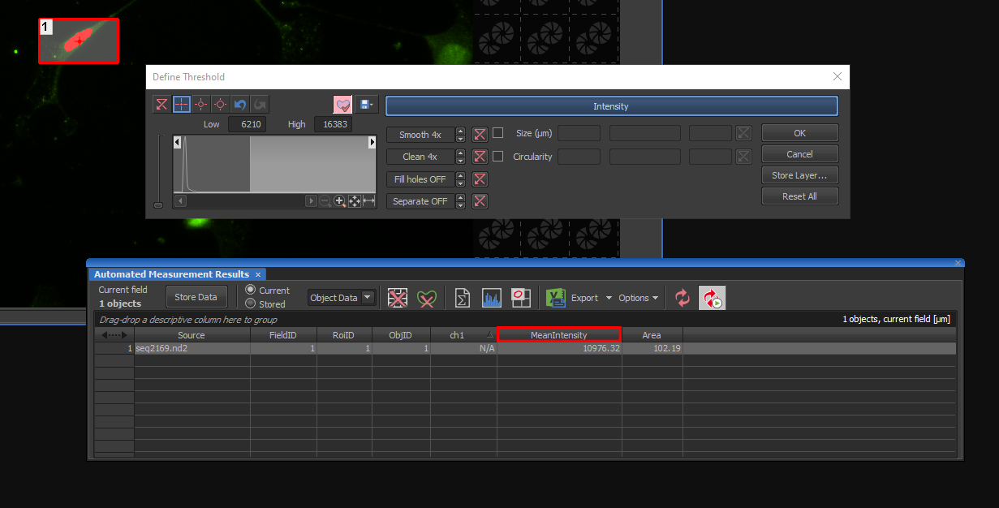 1
Define Threshold
Low 6210 High 16383
Intensity
Smooth 4x
Clean 4x
Fill holes OFF
Separate OFF
Size (µm)
Circularity
OK
Cancel
Store Layer...
Reset All
Automated Measurement Results
Current field
1 objects
Store Data
Current
Stored
Object Data
Export
Options
Drag-drop a descriptive column here to group
1 objects, current field [µm]
Source FieldID RoiID ObjID ch1 MeanIntensity Area
1 seq2169.nd2 1 1 1 N/A 10976.32 102.19